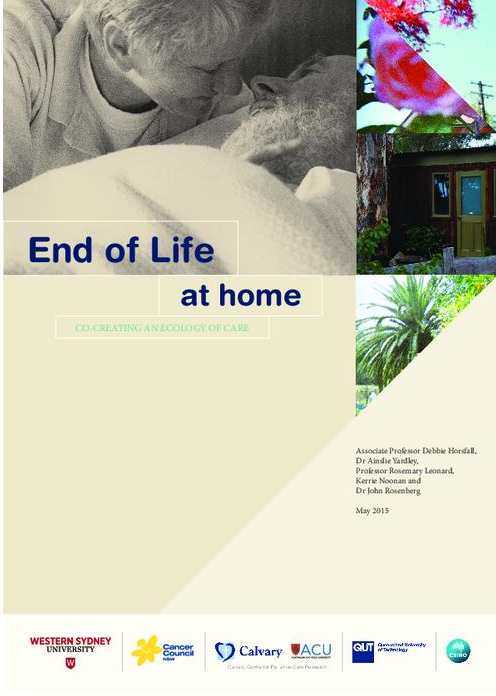 End of Life
at home
CO-CREATING AN ECOLOGY OF CARE
Associate Professor Debbie Horsfall,
Dr Ainslie Yardley,
Professor Rosemary Leonard,
Kerrie Noonan and
Dr John Rosenberg
May 2015
WESTERN SYDNEY
UNIVERSITY
W
Cancer
Council
NSW
Calvary
ACU
Calvary Centre for Palliative Care Research
QUT
Queensland University
of Technology
CSIRO